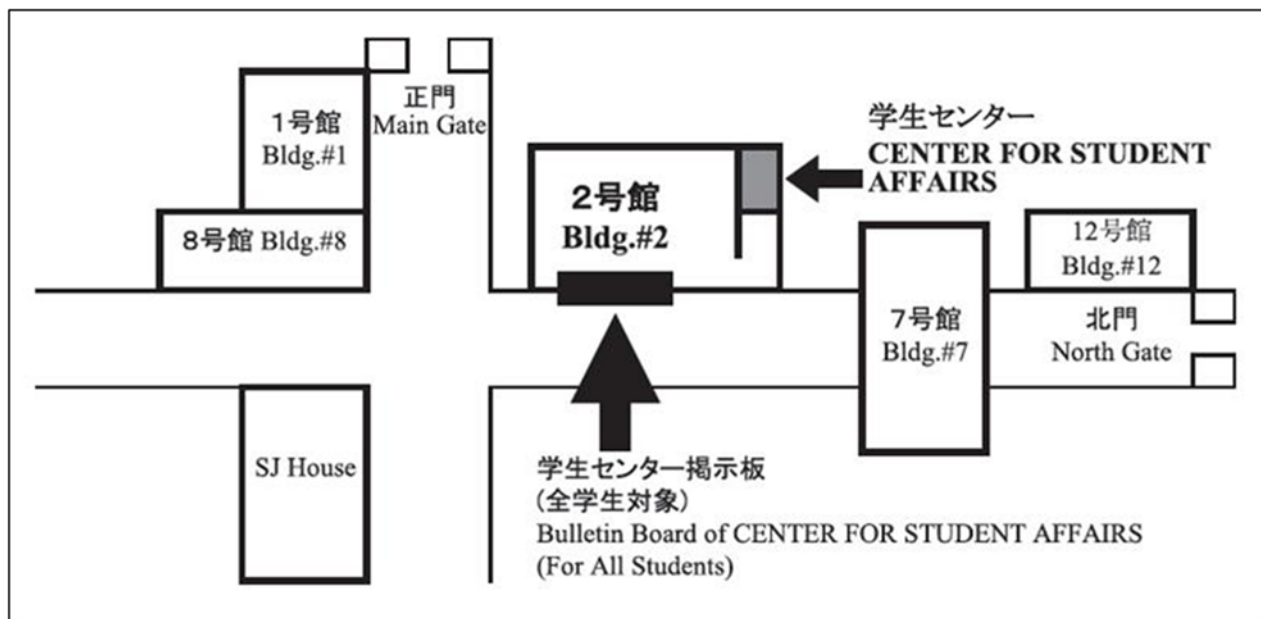 正門
Main Gate
1号館
Bldg.#1
8号館 Bldg.#8
2号館
Bldg.#2
学生センター
CENTER FOR STUDENT
AFFAIRS
12号館
Bldg.#12
7号館
Bldg.#7
北門
North Gate
SJ House
学生センター掲示板
(全学生対象)
Bulletin Board of CENTER FOR STUDENT AFFAIRS
(For All Students)